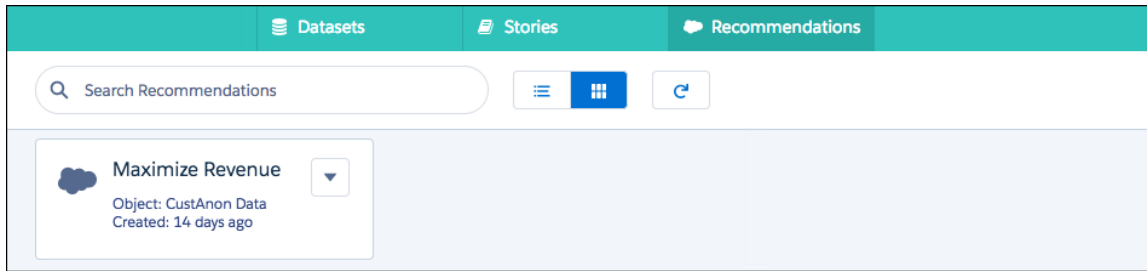 Datasets
Stories
Recommendations
Search Recommendations
Maximize Revenue
Object: CustAnon Data
Created: 14 days ago